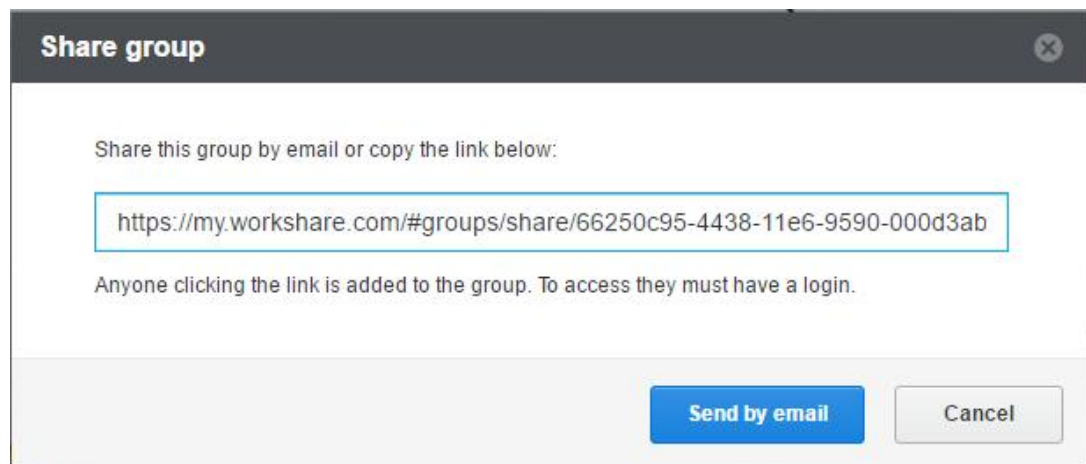 Share group
Share this group by email or copy the link below:
https://my.workshare.com/#groups/share/66250c95-4438-11e6-9590-000d3ab
Anyone clicking the link is added to the group. To access they must have a login.
Send by email
Cancel